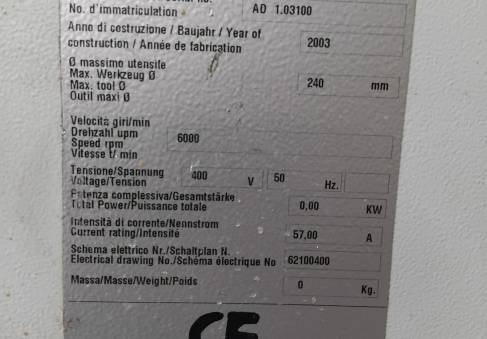 No. d'immatriculation AD 1.03100
Anno di costruzione / Baujahr / Year of
construction / Année de fabrication 2003
Ø massimo utensile
Max. Werkzeug Ø
Max. tool Ø 240 mm
Outil maxi Ø
Velocità giri/min
Drehzahl upm
Speed rpm 6000
Vitesse t/ min
Tensione/Spannung
Voltage/Tension 400 V 50 Hz.
Potenza complessiva/Gesamtstärke
Total Power/Puissance totale 0,00 KW
Intensità di corrente/Nennstrom
Current rating/Intensité 57,00 A
Schema elettrico Nr./Schaltplan N.
Electrical drawing No./Schéma électrique No 62100400
Massa/Masse/Weight/Poids 0 Kg.
CE